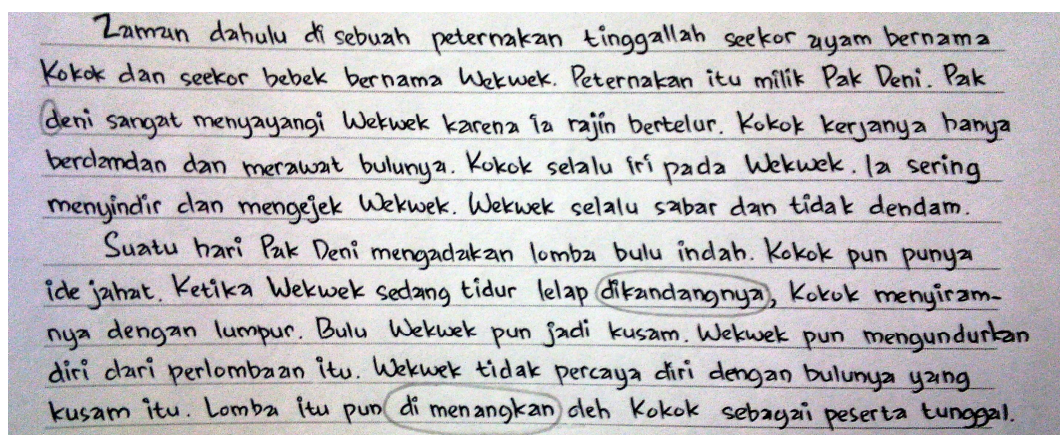 Zaman dahulu di sebuah peternakan tinggallah seekor ayam bernama
Kokok dan seekor bebek bernama Wekwek. Peternakan itu milik Pak Deni. Pak
deni sangat menyayangi Wekwek karena ia rajin bertelur. Kokok kerjanya hanya
berdamdan dan merawat bulunya. Kokok selalu iri pada Wekwek. Ia sering
menyindir dan mengejek Wekwek. Wekwek selalu sabar dan tidak dendam.
Suatu hari Pak Deni mengadakan lomba bulu indah. Kokok pun punya
ide jahat. Ketika Wekwek sedang tidur lelap dikandangnya, Kokok menyiram-
nya dengan lumpur. Bulu Wekwek pun jadi kusam. Wekwek pun mengundurkan
diri dari perlombaan itu. Wekwek tidak percaya diri dengan bulunya yang
kusam itu. Lomba itu pun di menangkan oleh Kokok sebagai peserta tunggal.